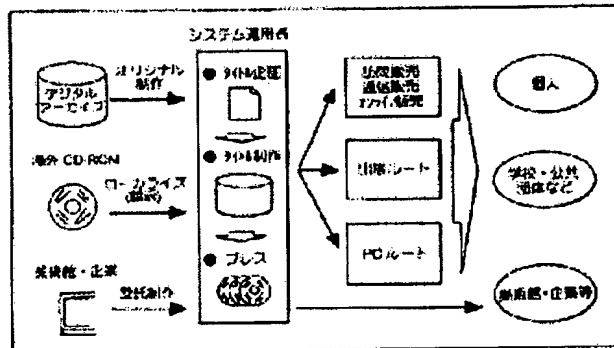 システム運用者
デジタル
アーカイブ
オリジナル
制作
● タイトル企画
海外 CD-ROM
ローカライズ
● タイトル制作
● プレス
美術館・企業
受託制作
訪問販売
通信販売
オンライン販売
出版ルート
PCルート
個人
学校・公共
団体など
美術館・企業等